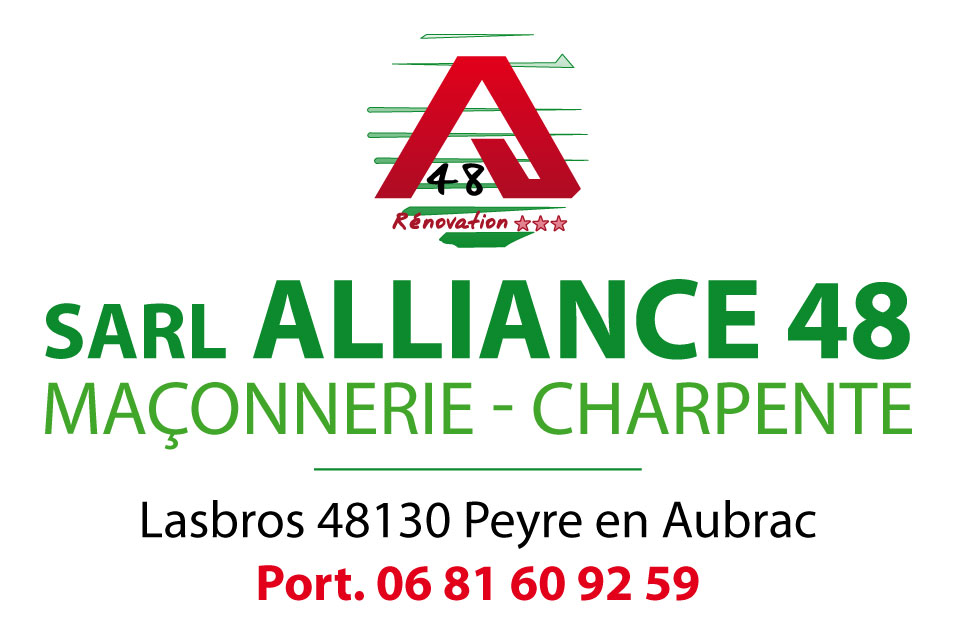 48
Rénovation
SARL ALLIANCE 48
MAÇONNERIE - CHARPENTE
Lasbros 48130 Peyre en Aubrac
Port. 06 81 60 92 59